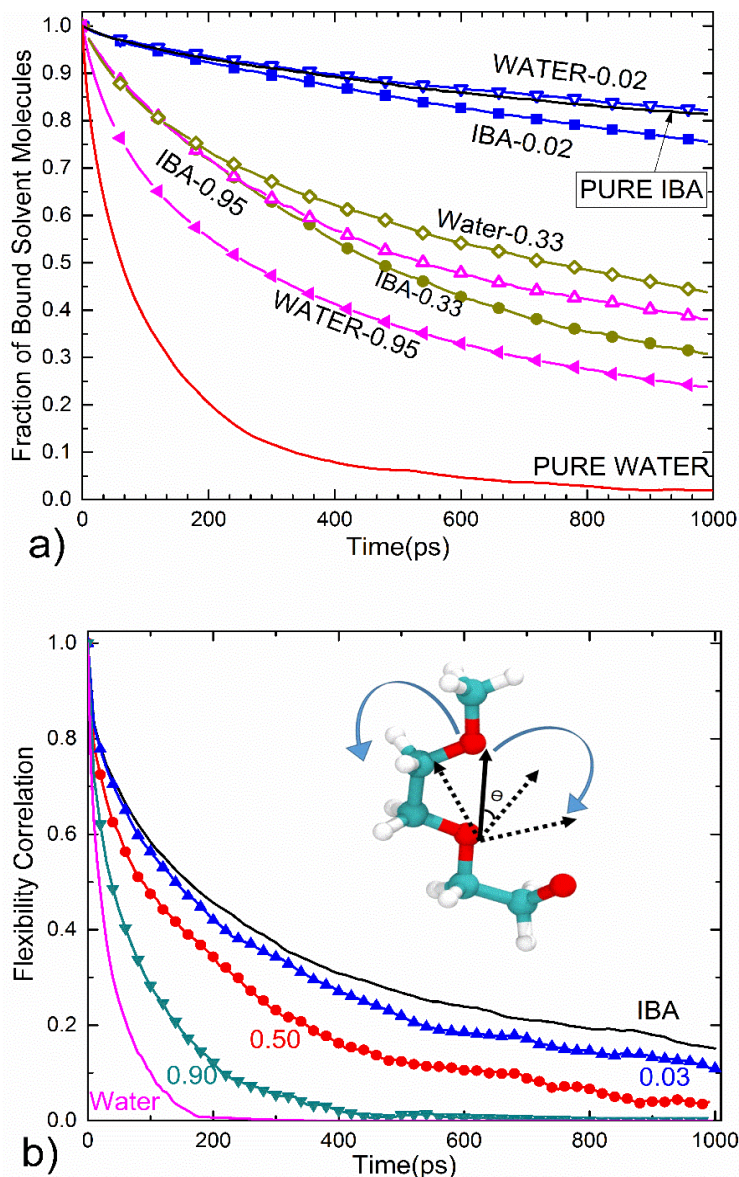 1.0
0.9
0.8
0.7
0.6
0.5
0.4
0.3
0.2
0.1
0.0
Fraction of Bound Solvent Molecules
WATER-0.02
IBA-0.02
PURE IBA
IBA-0.95
Water-0.33
IBA-0.33
WATER-0.95
PURE WATER
0 200 400 600 800 1000
Time(ps)
a)
1.0
0.8
0.6
0.4
0.2
0.0
Flexibility Correlation
Θ
IBA
0.50
0.03
0.90
Water
0 200 400 600 800 1000
Time(ps)
b)